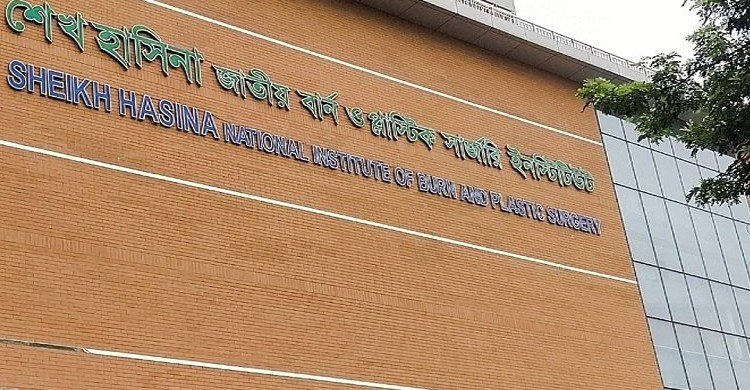 শেখ হাসিনা জাতীয় বার্ন ও প্লাস্টিক সার্জারি ইনস্টিটিউট
SHEIKH HASINA NATIONAL INSTITUTE OF BURN AND PLASTIC SURGERY